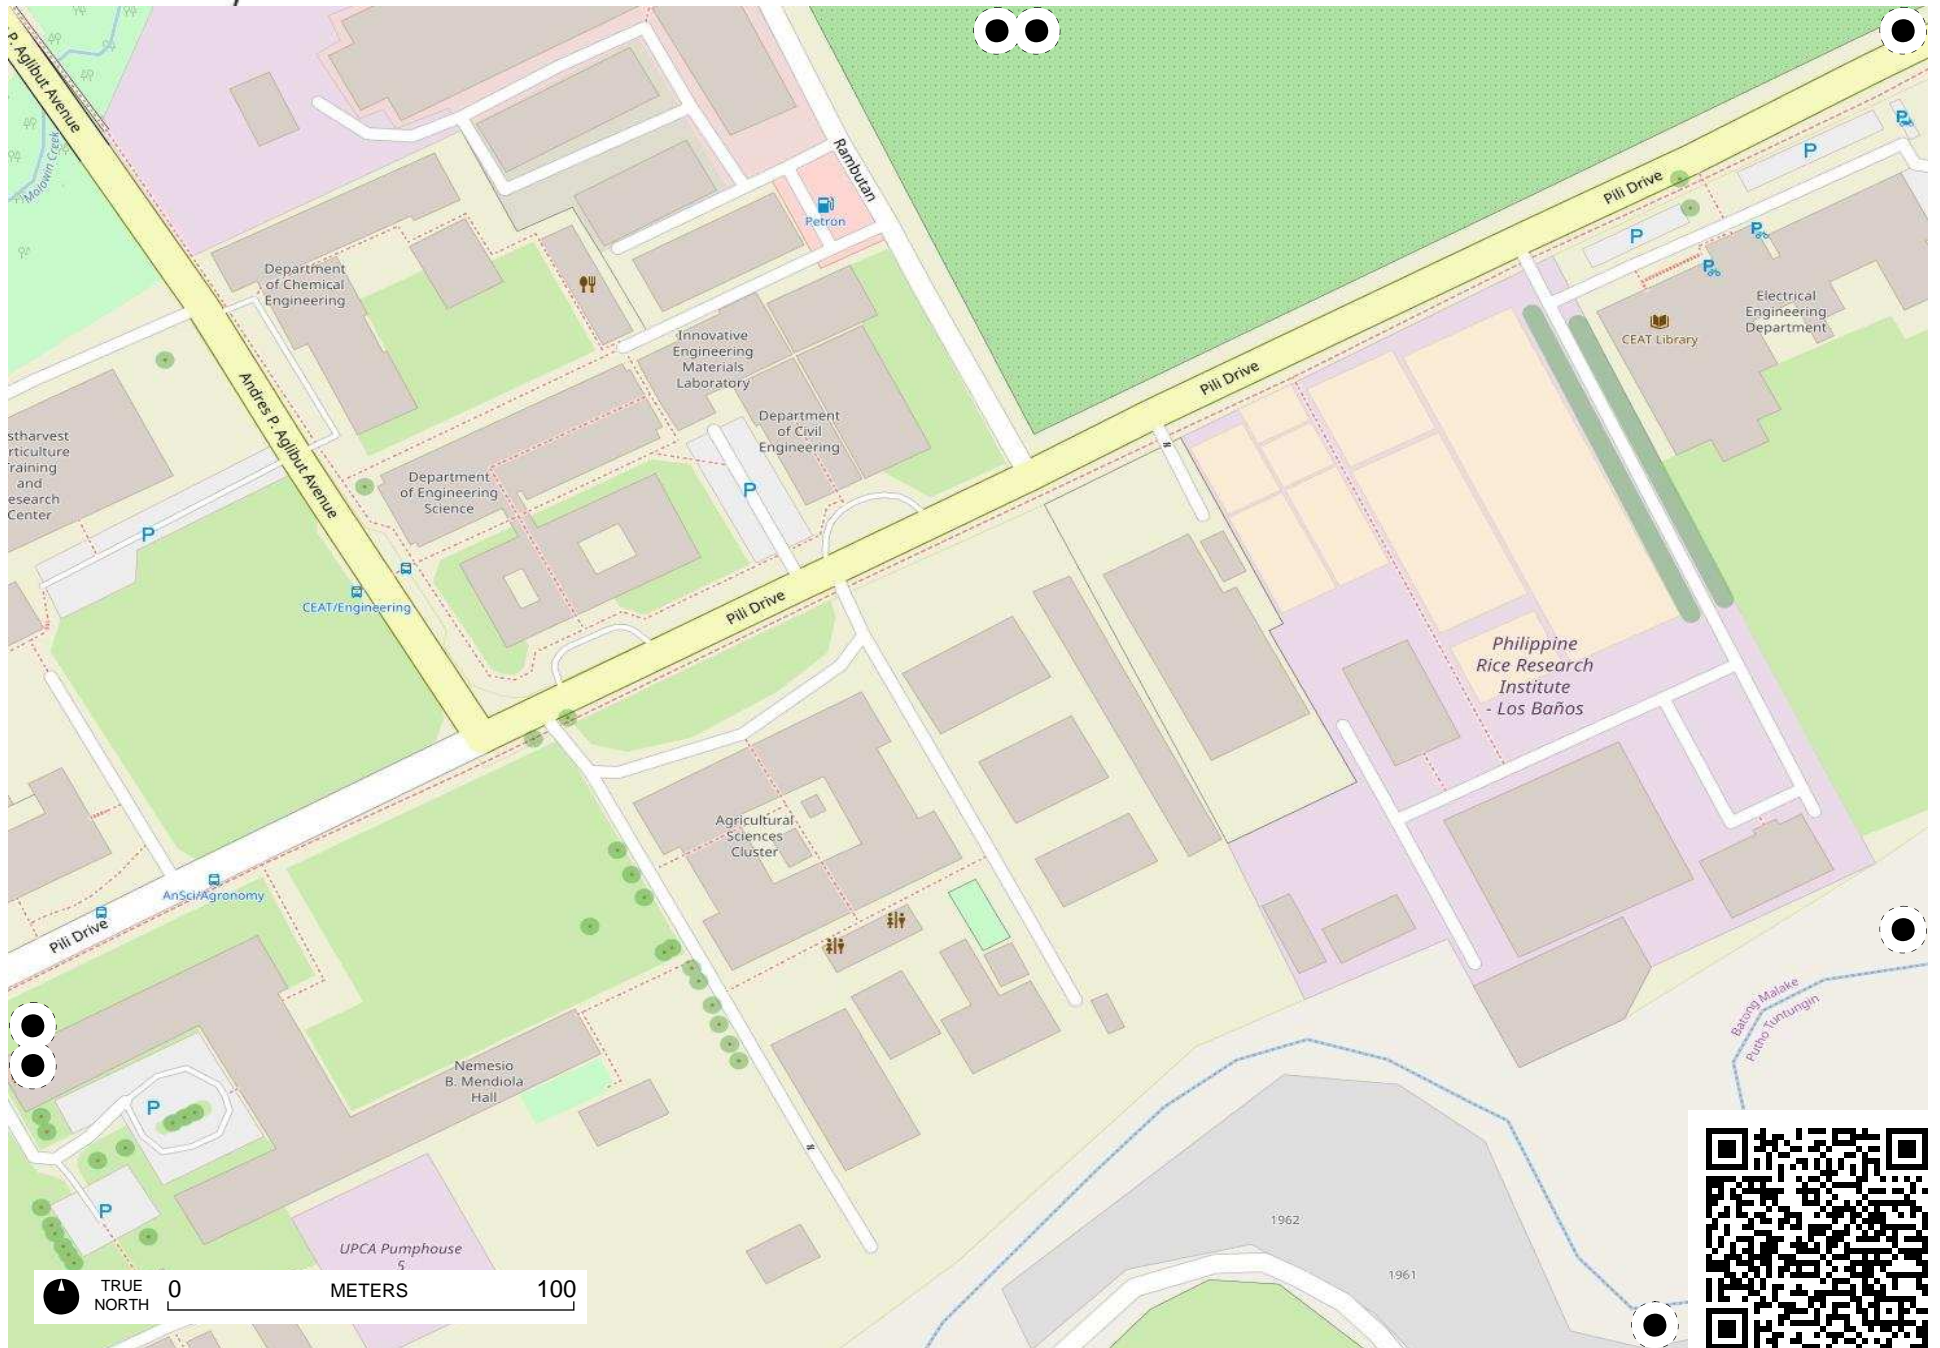 P. Aglibut Avenue
Molawin Creek
Rambutan
Petron
Pili Drive
P
P
P
P
P
Department
of Chemical
Engineering
Electrical
Engineering
Department
CEAT Library
Innovative
Engineering
Materials
Laboratory
Pili Drive
Andres P. Aglibut Avenue
Department
of Civil
Engineering
stharvest
rticulture
raining
and
esearch
Center
Department
of Engineering
Science
P
P
CEAT/Engineering
Pili Drive
Philippine
Rice Research
Institute
- Los Baños
Agricultural
Sciences
Cluster
AnSci/Agronomy
Pili Drive
Batong Malake
Putho Tuntungin
Nemesio
B. Mendiola
Hall
P
P
1962
1961
UPCA Pumphouse
5
TRUE
NORTH
0 METERS 100